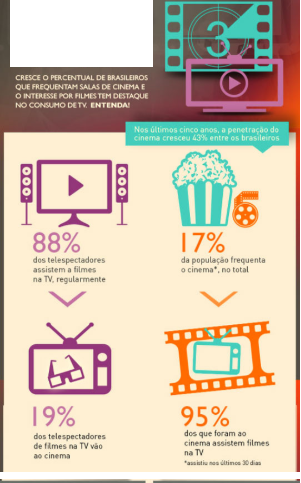 3
CRESCE O PERCENTUAL DE BRASILEIROS
QUE FREQUENTAM SALAS DE CINEMA E
O INTERESSE POR FILMES TEM DESTAQUE
NO CONSUMO DE TV. ENTENDA!
Nos últimos cinco anos, a penetração do
cinema cresceu 43% entre os brasileiros
88%
dos telespectadores
assistem a filmes
na TV, regularmente
17%
da população frequenta
o cinema*, no total
19%
dos telespectadores
de filmes na TV vão
ao cinema
95%
dos que foram ao
cinema assistem filmes
na TV
*assistiu nos últimos 30 dias